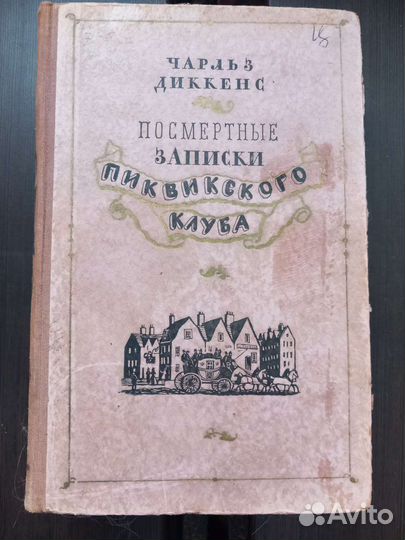 ЧАРЛЬЗ
ДИККЕНС
ПОСМЕРТНЫЕ
ЗАПИСКИ
ПИКВИКСКОГО
КЛУБА
Avito